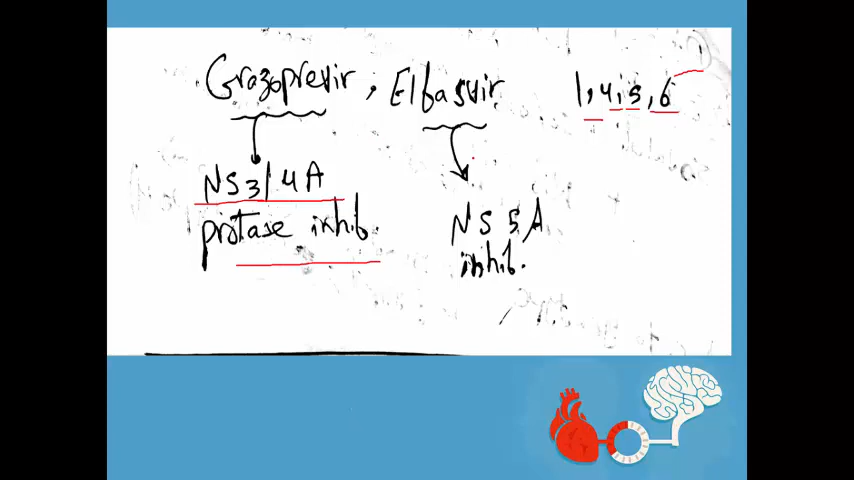 Grazoprevir, Elbasvir 1,4,5,6
NS3/4A
protase inhib.
NS5A
inhib.